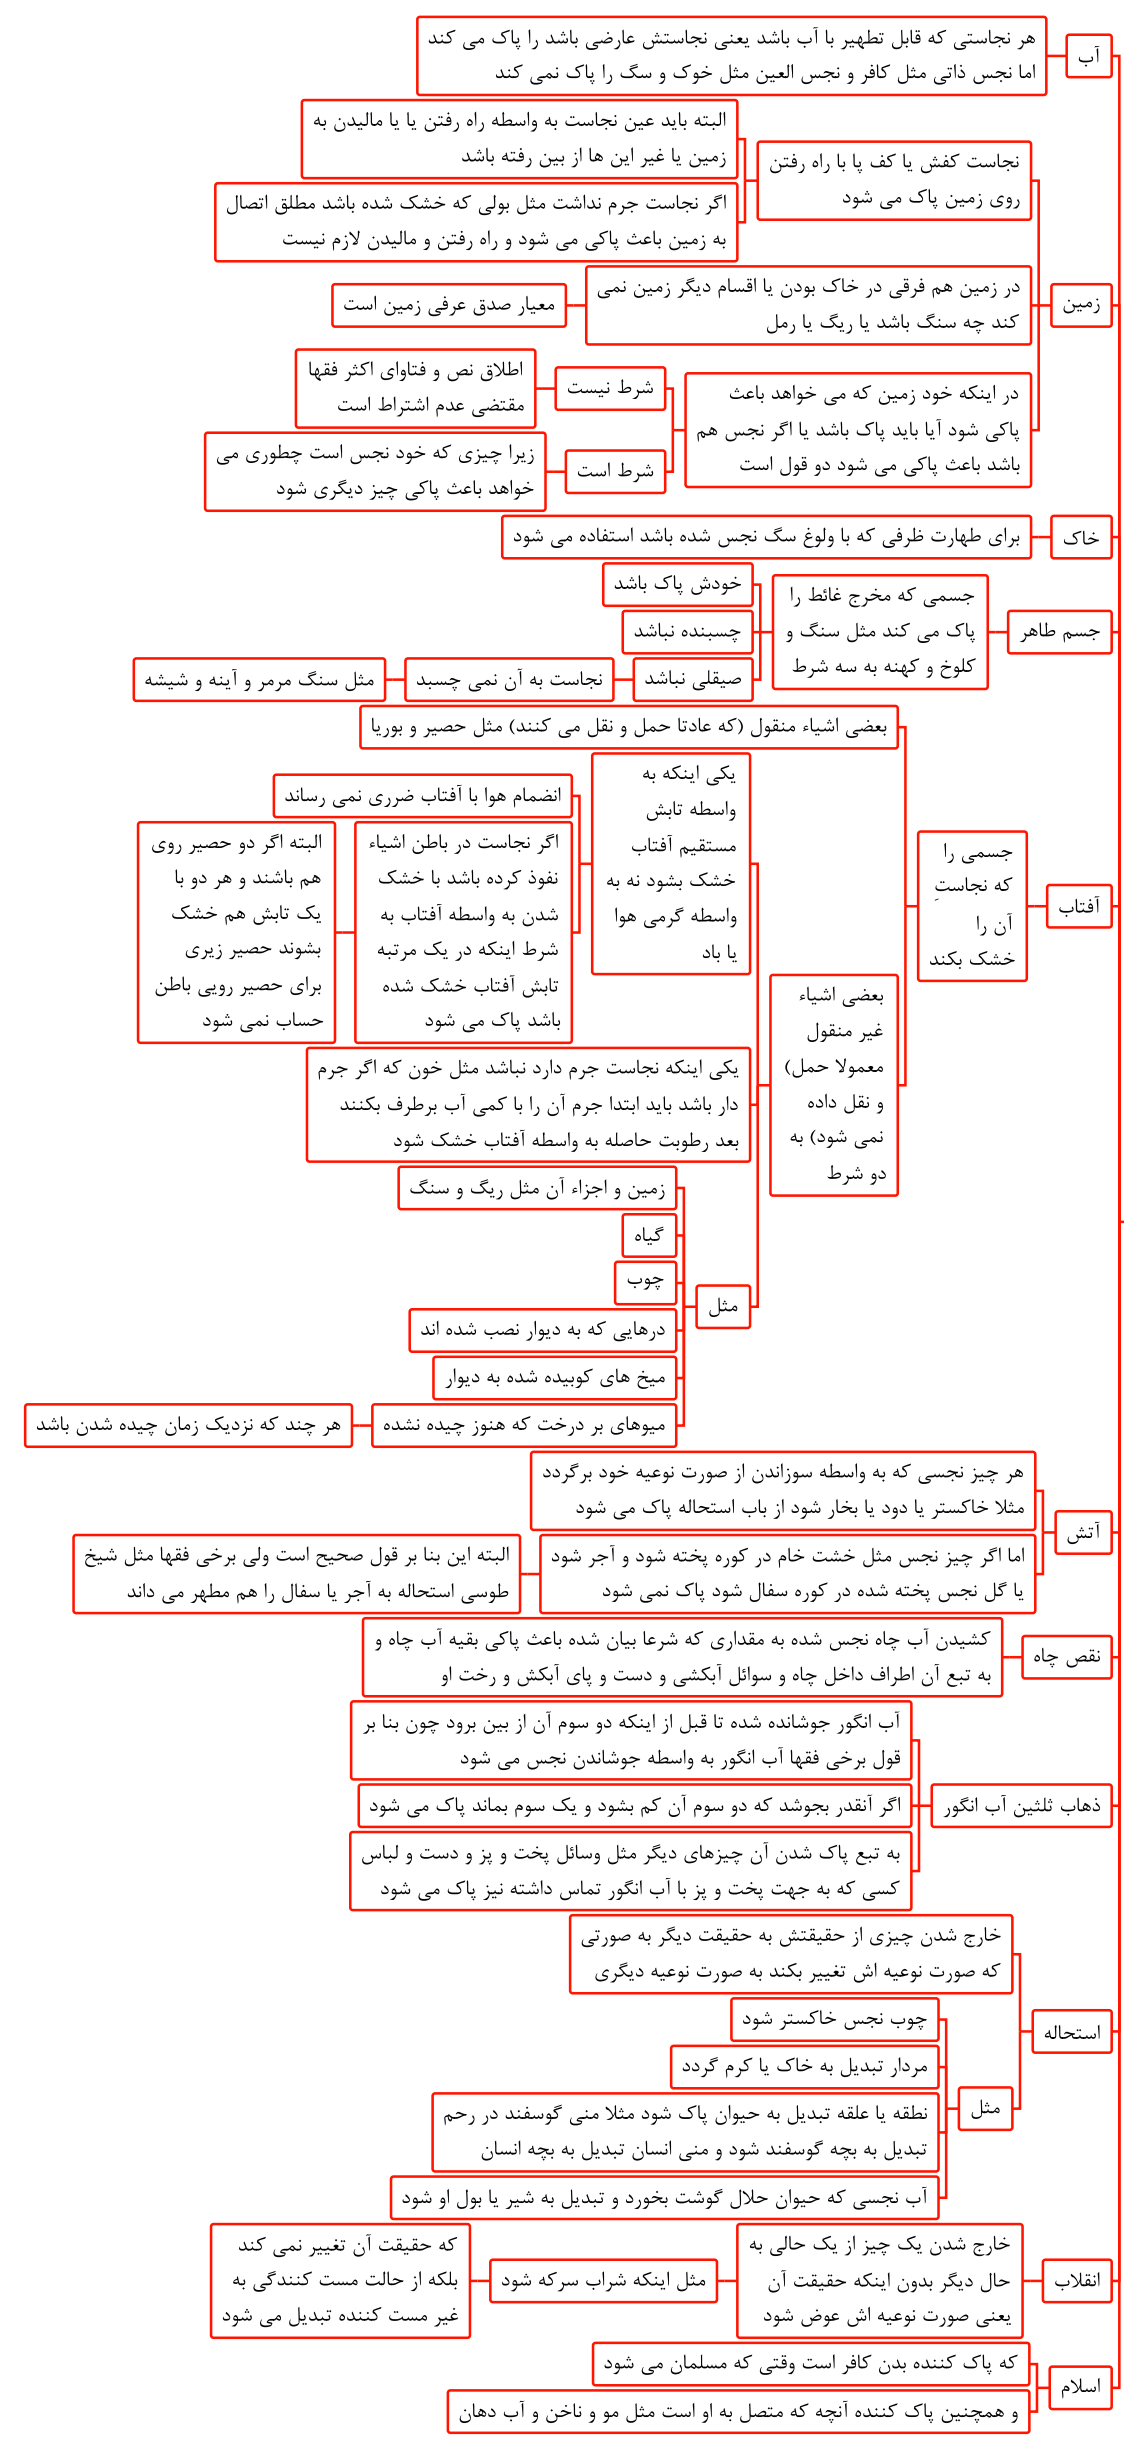 آب
هر نجاستی که قابل تطهیر با آب باشد یعنی نجاستش عارضی باشد را پاک می کند
اما نجس ذاتی مثل کافر و نجس العین مثل خوک و سگ را پاک نمی کند
زمین
نجاست کفش یا کف پا با راه رفتن
روی زمین پاک می شود
البته باید عین نجاست به واسطه راه رفتن یا یا مالیدن به
زمین یا غیر این ها از بین رفته باشد
اگر نجاست جرم نداشت مثل بولی که خشک شده باشد مطلق اتصال
به زمین باعث پاکی می شود و راه رفتن و مالیدن لازم نیست
در زمین هم فرقی در خاک بودن یا اقسام دیگر زمین نمی
کند چه سنگ باشد یا ریگ یا رمل
معیار صدق عرفی زمین است
در اینکه خود زمین که می خواهد باعث
پاکی شود آیا باید پاک باشد یا اگر نجس هم
باشد باعث پاکی می شود دو قول است
شرط نیست
اطلاق نص و فتاوای اکثر فقها
مقتضی عدم اشتراط است
شرط است
زیرا چیزی که خود نجس است چطوری می
خواهد باعث پاکی چیز دیگری شود
خاک
برای طهارت ظرفی که با ولوغ سگ نجس شده باشد استفاده می شود
جسم طاهر
جسمی که مخرج غائط را
پاک می کند مثل سنگ و
کلوخ و کهنه به سه شرط
خودش پاک باشد
چسبنده نباشد
صیقلی نباشد
نجاست به آن نمی چسبد
مثل سنگ مرمر و آینه و شیشه
آفتاب
جسمی را
که نجاستِ
آن را
خشک بکند
بعضی اشیاء منقول (که عادتا حمل و نقل می کنند) مثل حصیر و بوریا
بعضی اشیاء
غیر منقول
معمولا حمل)
و نقل داده
نمی شود) به
دو شرط
یکی اینکه به
واسطه تابش
مستقیم آفتاب
خشک بشود نه به
واسطه گرمی هوا
یا باد
انضمام هوا با آفتاب ضرری نمی رساند
اگر نجاست در باطن اشیاء
نفوذ کرده باشد با خشک
شدن به واسطه آفتاب به
شرط اینکه در یک مرتبه
تابش آفتاب خشک شده
باشد پاک می شود
البته اگر دو حصیر روی
هم باشند و هر دو با
یک تابش هم خشک
بشوند حصیر زیری
برای حصیر رویی باطن
حساب نمی شود
یکی اینکه نجاست جرم دارد نباشد مثل خون که اگر جرم
دار باشد باید ابتدا جرم آن را با کمی آب برطرف بکنند
بعد رطوبت حاصله به واسطه آفتاب خشک شود
مثل
زمین و اجزاء آن مثل ریگ و سنگ
گیاه
چوب
درهایی که به دیوار نصب شده اند
میخ های کوبیده شده به دیوار
میوهای بر درخت که هنوز چیده نشده
هر چند که نزدیک زمان چیده شدن باشد
آتش
هر چیز نجسی که به واسطه سوزاندن از صورت نوعیه خود برگردد
مثلا خاکستر یا دود یا بخار شود از باب استحاله پاک می شود
اما اگر چیز نجس مثل خشت خام در کوره پخته شود و آجر شود
یا گل نجس پخته شده در کوره سفال شود پاک نمی شود
البته این بنا بر قول صحیح است ولی برخی فقها مثل شیخ
طوسی استحاله به آجر یا سفال را هم مطهر می داند
نقص چاه
کشیدن آب چاه نجس شده به مقداری که شرعا بیان شده باعث پاکی بقیه آب چاه و
به تبع آن اطراف داخل چاه و سوائل آبکشی و دست و پای آبکش و رخت او
ذهاب ثلثین آب انگور
آب انگور جوشانده شده تا قبل از اینکه دو سوم آن از بین برود چون بنا بر
قول برخی فقها آب انگور به واسطه جوشاندن نجس می شود
اگر آنقدر بجوشد که دو سوم آن کم بشود و یک سوم بماند پاک می شود
به تبع پاک شدن آن چیزهای دیگر مثل وسائل پخت و پز و دست و لباس
کسی که به جهت پخت و پز با آب انگور تماس داشته نیز پاک می شود
استحاله
خارج شدن چیزی از حقیقتش به حقیقت دیگر به صورتی
که صورت نوعیه اش تغییر بکند به صورت نوعیه دیگری
مثل
چوب نجس خاکستر شود
مردار تبدیل به خاک یا کرم گردد
نطقه یا علقه تبدیل به حیوان پاک شود مثلا منی گوسفند در رحم
تبدیل به بچه گوسفند شود و منی انسان تبدیل به بچه انسان
آب نجسی که حیوان حلال گوشت بخورد و تبدیل به شیر یا بول او شود
انقلاب
خارج شدن یک چیز از یک حالی به
حال دیگر بدون اینکه حقیقت آن
یعنی صورت نوعیه اش عوض شود
مثل اینکه شراب سرکه شود
که حقیقت آن تغییر نمی کند
بلکه از حالت مست کنندگی به
غیر مست کننده تبدیل می شود
اسلام
که پاک کننده بدن کافر است وقتی که مسلمان می شود
و همچنین پاک کننده آنچه که متصل به او است مثل مو و ناخن و آب دهان